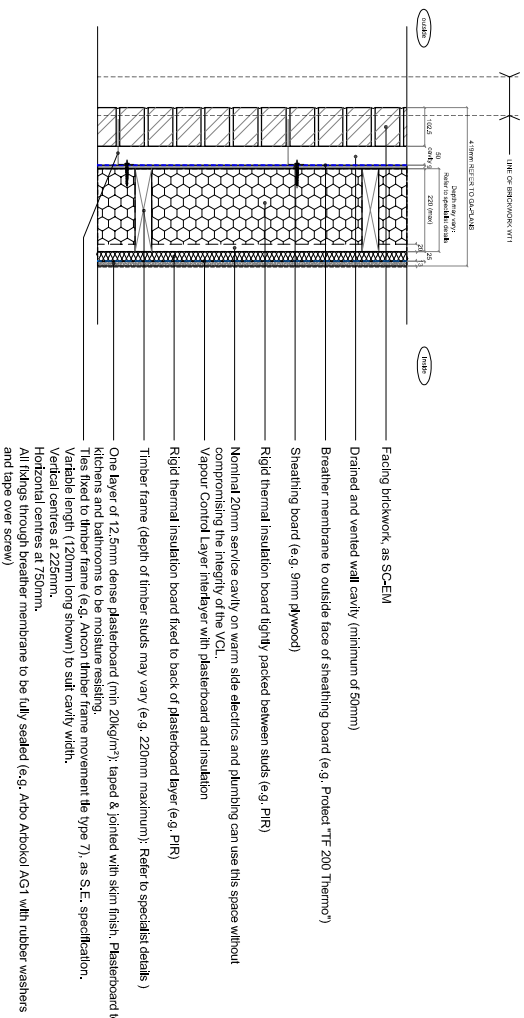 LINE OF BRICKWORK WT1
outside
Inside
419mm REFER TO GA-PLANS
Depth may vary:
Refer to specialist details
102,5
50
cavity
9
220 (max)
20
25
Facing brickwork, as SC-EM
Drained and vented wall cavity (minimum of 50mm)
Breather membrane to outside face of sheathing board (e.g. Protect "TF 200 Thermo")
Sheathing board (e.g. 9mm plywood)
Rigid thermal insulation board tightly packed between studs (e.g. PIR)
Nominal 20mm service cavity on warm side electrics and plumbing can use this space without
compromising the integrity of the VCL.
Vapour Control Layer interlayer with plasterboard and insulation
Rigid thermal insulation board fixed to back of plasterboard layer (e.g. PIR)
Timber frame (depth of timber studs may vary (e.g. 220mm maximum): Refer to specialist details )
One layer of 12.5mm dense plasterboard (min 20kg/m²): taped & jointed with skim finish. Plasterboard t
kitchens and bathrooms to be moisture resisting.
Ties fixed to timber frame (e.g. Ancon timber frame movement tie type 7), as S.E. specification.
Variable length (120mm long shown) to suit cavity width.
Vertical centres at 225mm.
Horizontal centres at 750mm.
All fixings through breather membrane to be fully sealed (e.g. Arbo Arbokol AG1 with rubber washers
and tape over screw)